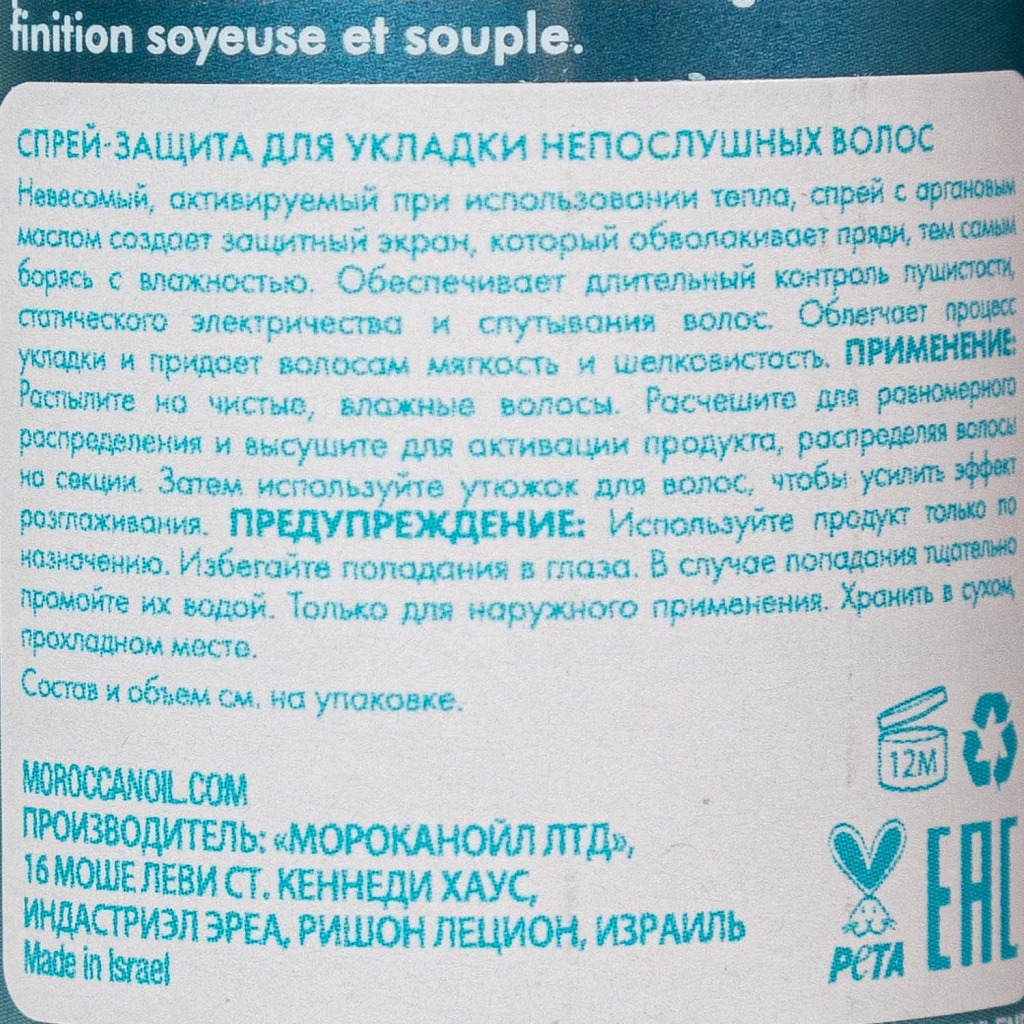 finition soyeuse et souple.
СПРЕЙ-ЗАЩИТА ДЛЯ УКЛАДКИ НЕПОСЛУШНЫХ ВОЛОС
Невесомый, активируемый при использовании тепла, спрей с аргановым
маслом создает защитный экран, который обволакивает пряди, тем самым
борясь с влажностью. Обеспечивает длительный контроль пушистости,
статического электричества и спутывания волос. Облегчает процесс
укладки и придает волосам мягкость и шелковистость. ПРИМЕНЕНИЕ:
Распылите на чистые, влажные волосы. Расчешите для равномерного
распределения и высушите для активации продукта, распределяя волосы
на секции. Затем используйте утюжок для волос, чтобы усилить эффект
разглаживания. ПРЕДУПРЕЖДЕНИЕ: Используйте продукт только по
назначению. Избегайте попадания в глаза. В случае попадания тщательно
промойте их водой. Только для наружного применения. Хранить в сухом,
прохладном месте.
Состав и объем см. на упаковке.
12M
MOROCCANOIL.COM
ПРОИЗВОДИТЕЛЬ: «МОРОКАНОЙЛ ЛТД»,
16 МОШЕ ЛЕВИ СТ. КЕННЕДИ ХАУС,
ИНДАСТРИЭЛ ЭРЕА, РИШОН ЛЕЦИОН, ИЗРАИЛЬ
Made in Israel
PETA
EAC